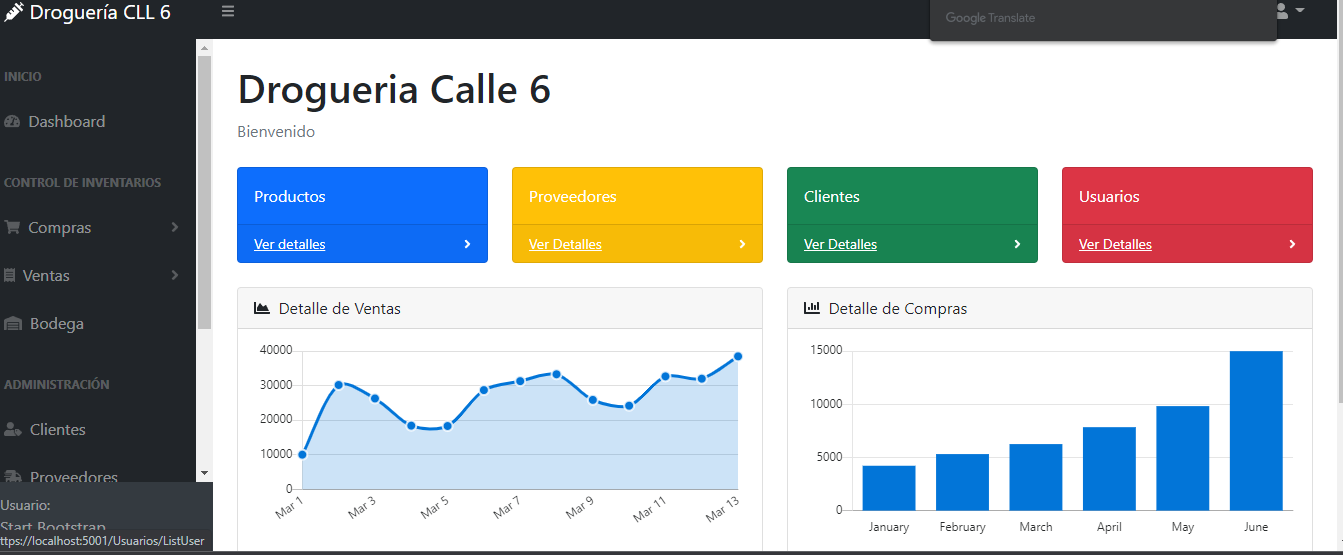 Droguería CLL 6
Google Translate
INICIO
Dashboard
CONTROL DE INVENTARIOS
Compras
Ventas
Bodega
ADMINISTRACIÓN
Clientes
Proveedores
Usuario:
Start Bootstrap
ttps://localhost:5001/Usuarios/ListUser
Drogueria Calle 6
Bienvenido
Productos
Ver detalles
Proveedores
Ver Detalles
Clientes
Ver Detalles
Usuarios
Ver Detalles
Detalle de Ventas
40000
30000
20000
10000
0
Mar 1 Mar 3 Mar 5 Mar 7 Mar 9 Mar 11 Mar 13
Detalle de Compras
15000
10000
5000
0
January February March April May June